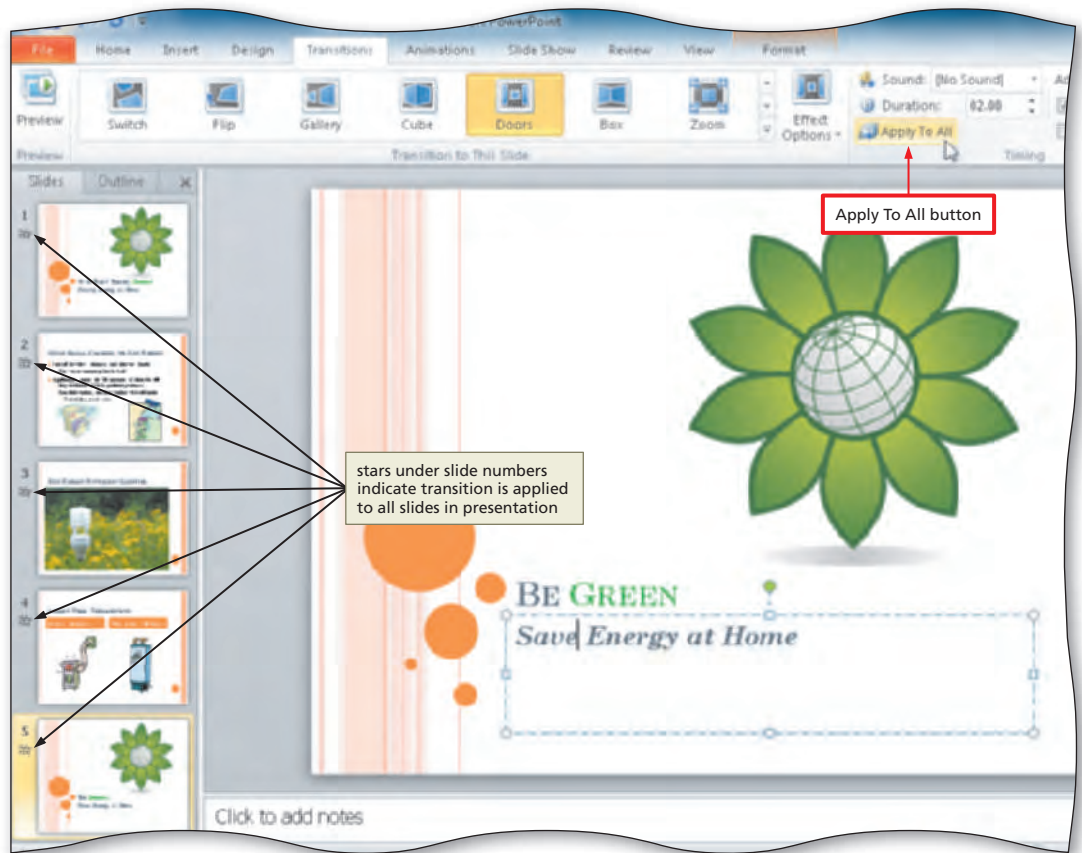 PowerPoint
File Home Insert Design Transitions Animations Slide Show Review View Format
Preview
Switch
Flip
Gallery
Cube
Doors
Box
Zoom
Effect
Options
Sound: [No Sound]
Duration: 02.00
Apply To All
Preview
Transition to This Slide
Timing
Slides Outline
Apply To All button
1
2
3
4
5
stars under slide numbers
indicate transition is applied
to all slides in presentation
BE GREEN
Save Energy at Home
Click to add notes